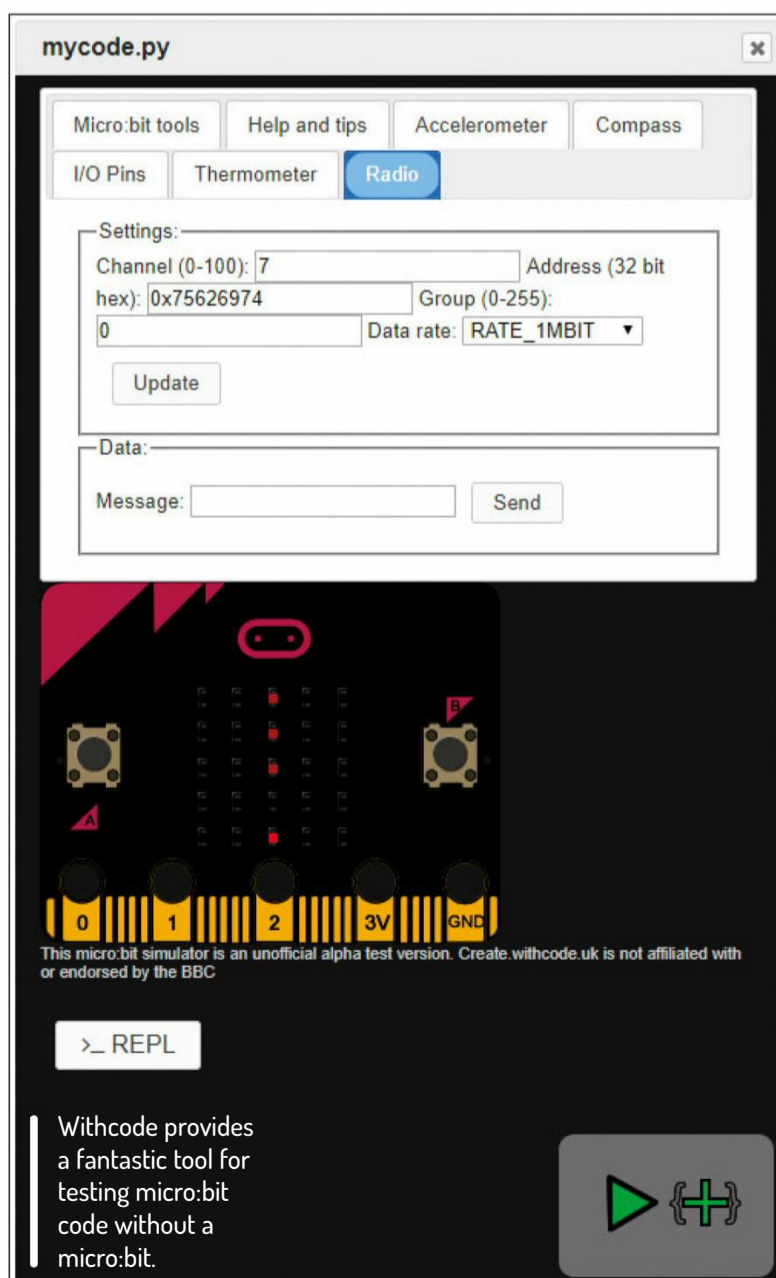 mycode.py
Micro:bit tools Help and tips Accelerometer Compass
I/O Pins Thermometer Radio
Settings:
Channel (0-100): 7 Address (32 bit
hex): 0x75626974 Group (0-255):
0 Data rate: RATE_1MBIT
Update
Data:
Message: Send
B
A
0 1 2 3V GND
This micro:bit simulator is an unofficial alpha test version. Create.withcode.uk is not affiliated with
or endorsed by the BBC
>_ REPL
Withcode provides
a fantastic tool for
testing micro:bit
code without a
micro:bit.